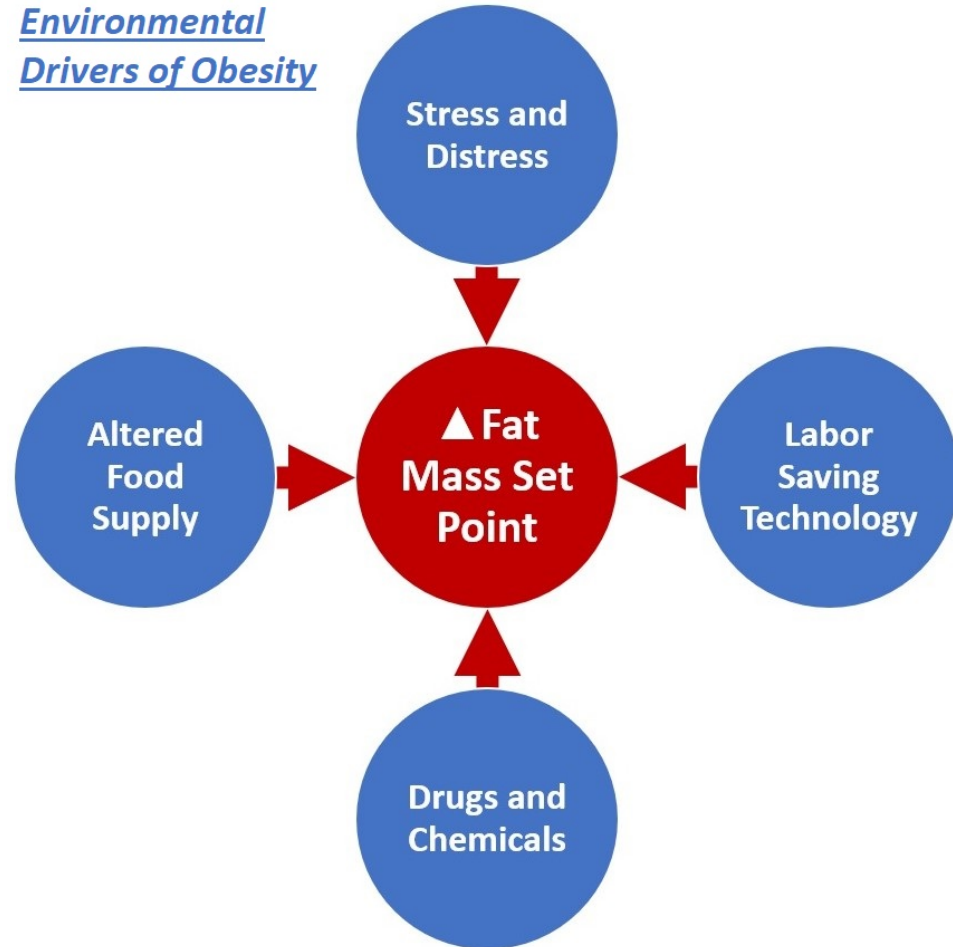 Environmental
Drivers of Obesity
Stress and
Distress
Altered
Food
Supply
▲Fat
Mass Set
Point
Labor
Saving
Technology
Drugs and
Chemicals